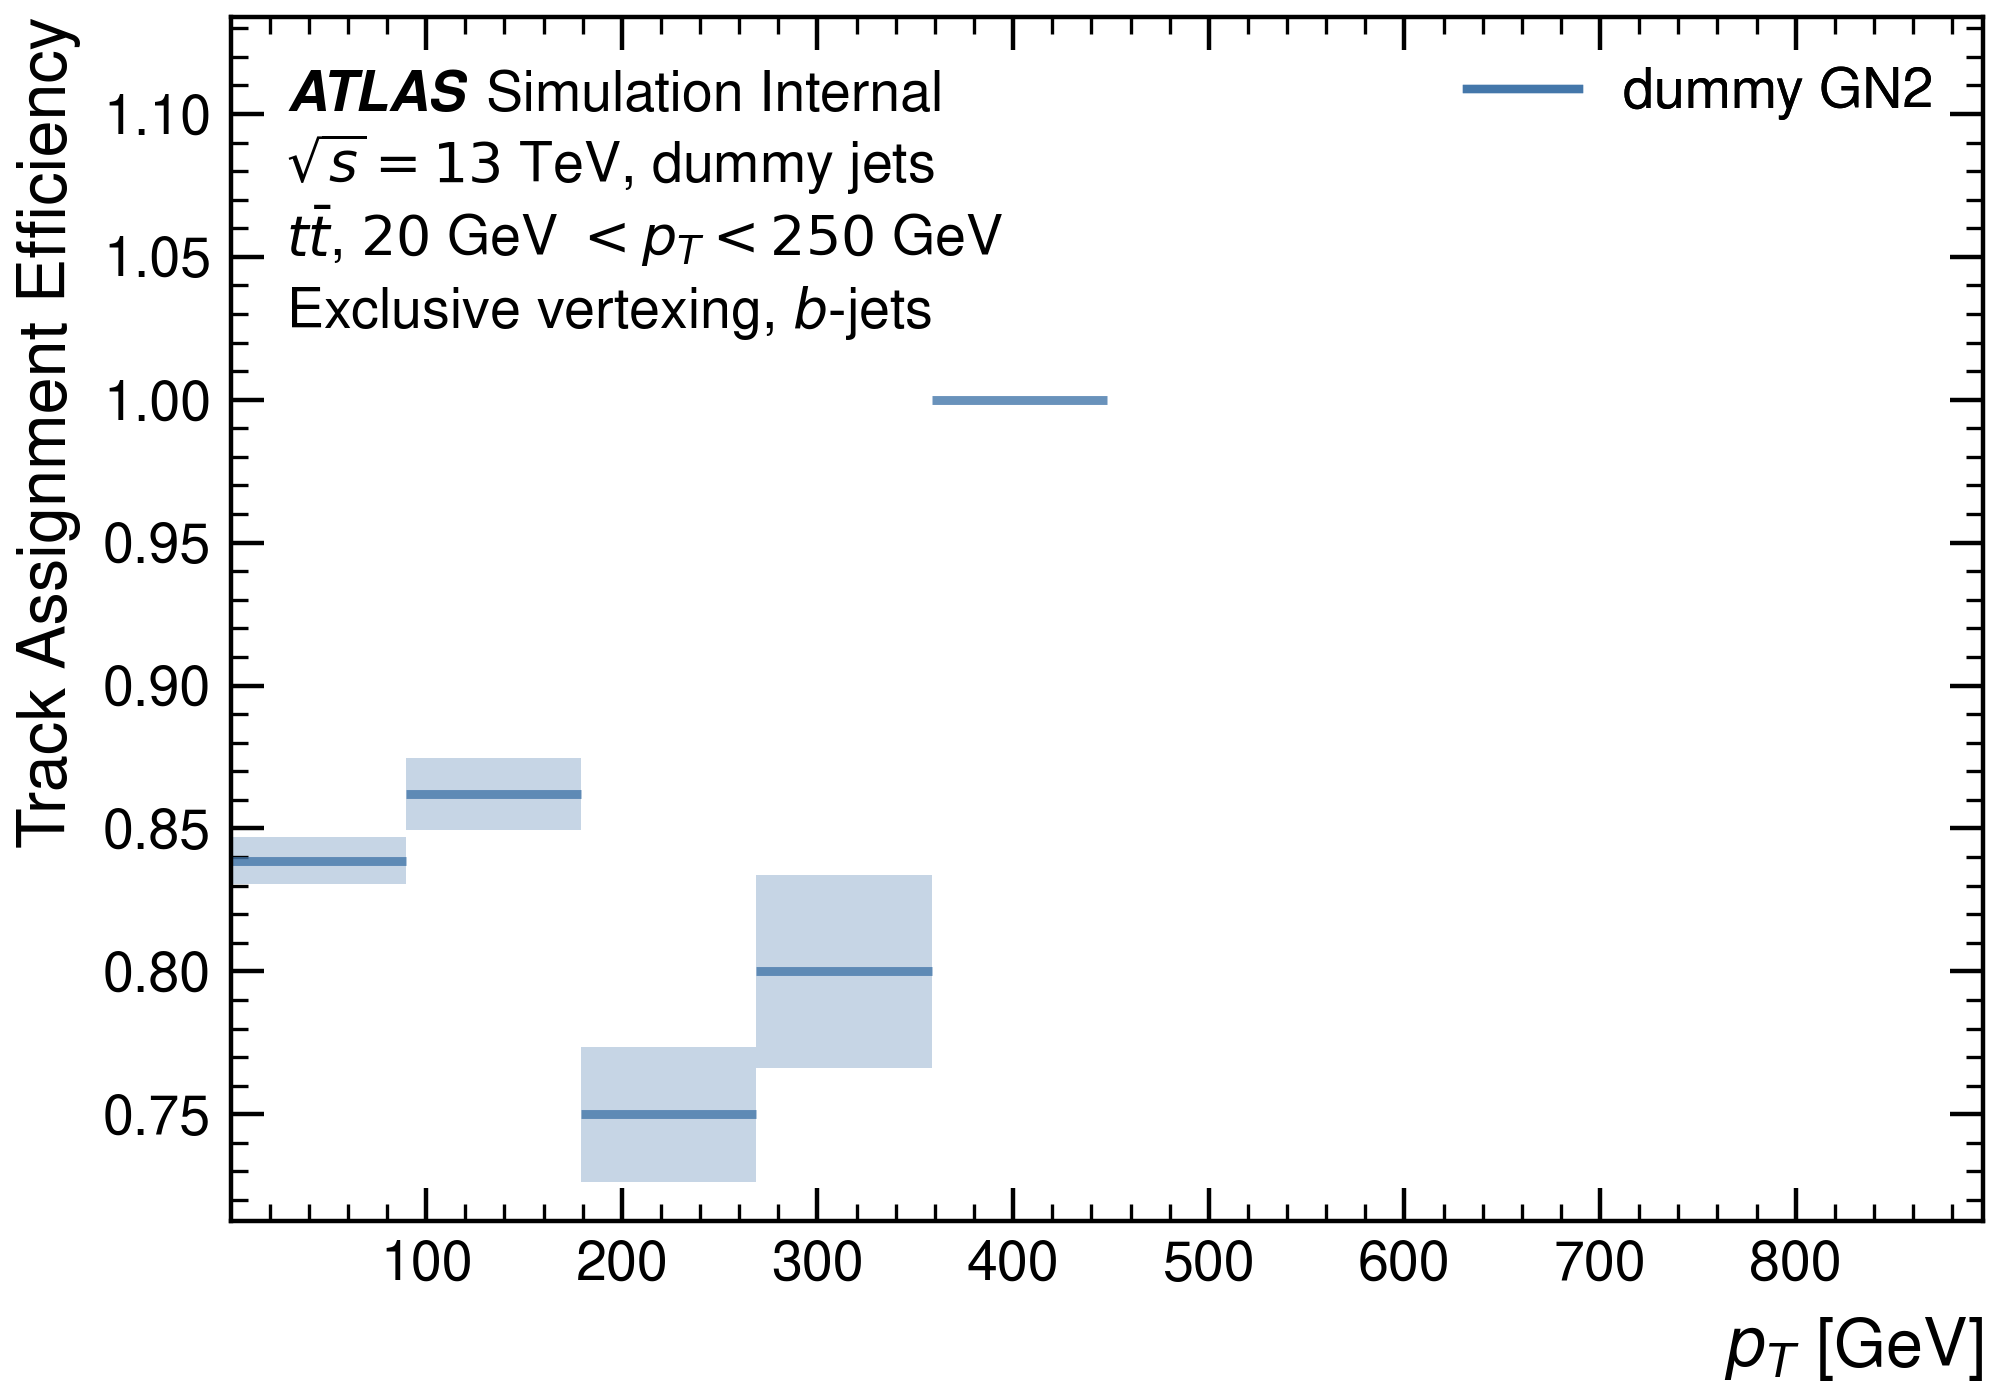 ATLAS Simulation Internal
√s = 13 TeV, dummy jets
tt̄, 20 GeV < p_T < 250 GeV
Exclusive vertexing, b-jets
dummy GN2
Track Assignment Efficiency
1.10
1.05
1.00
0.95
0.90
0.85
0.80
0.75
100 200 300 400 500 600 700 800
p_T [GeV]